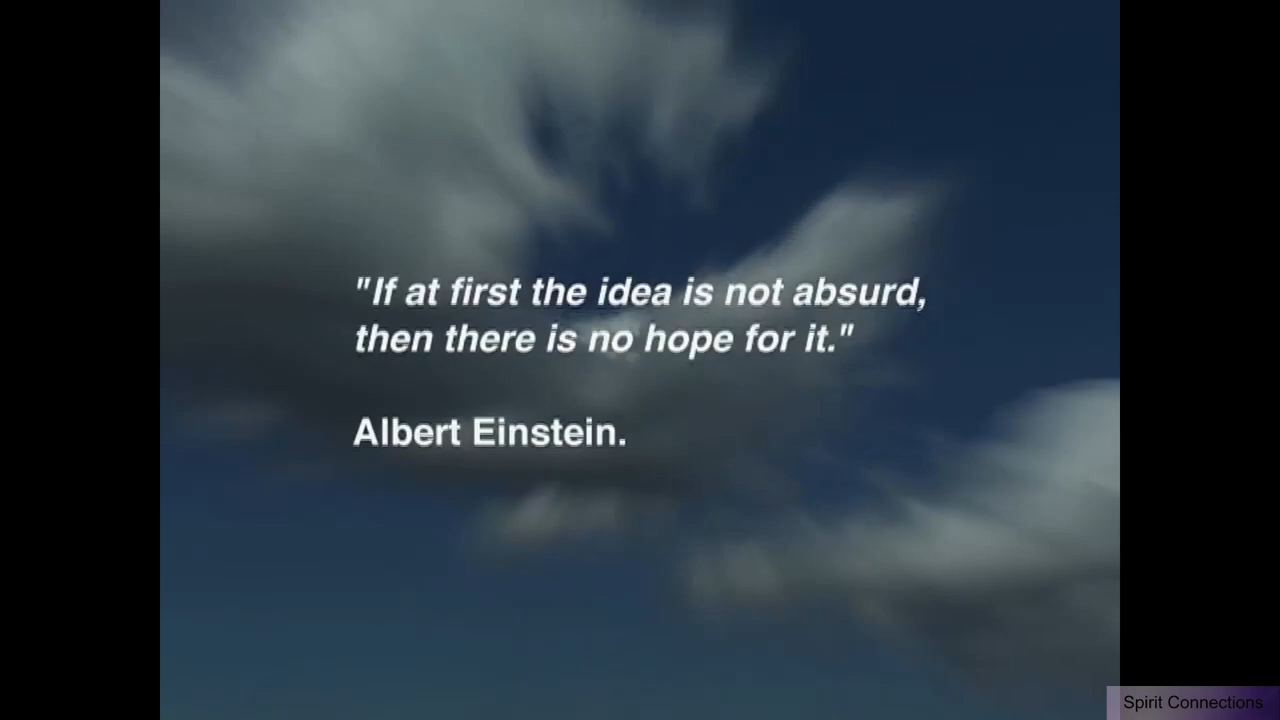 "If at first the idea is not absurd,
then there is no hope for it."
Albert Einstein.
Spirit Connections